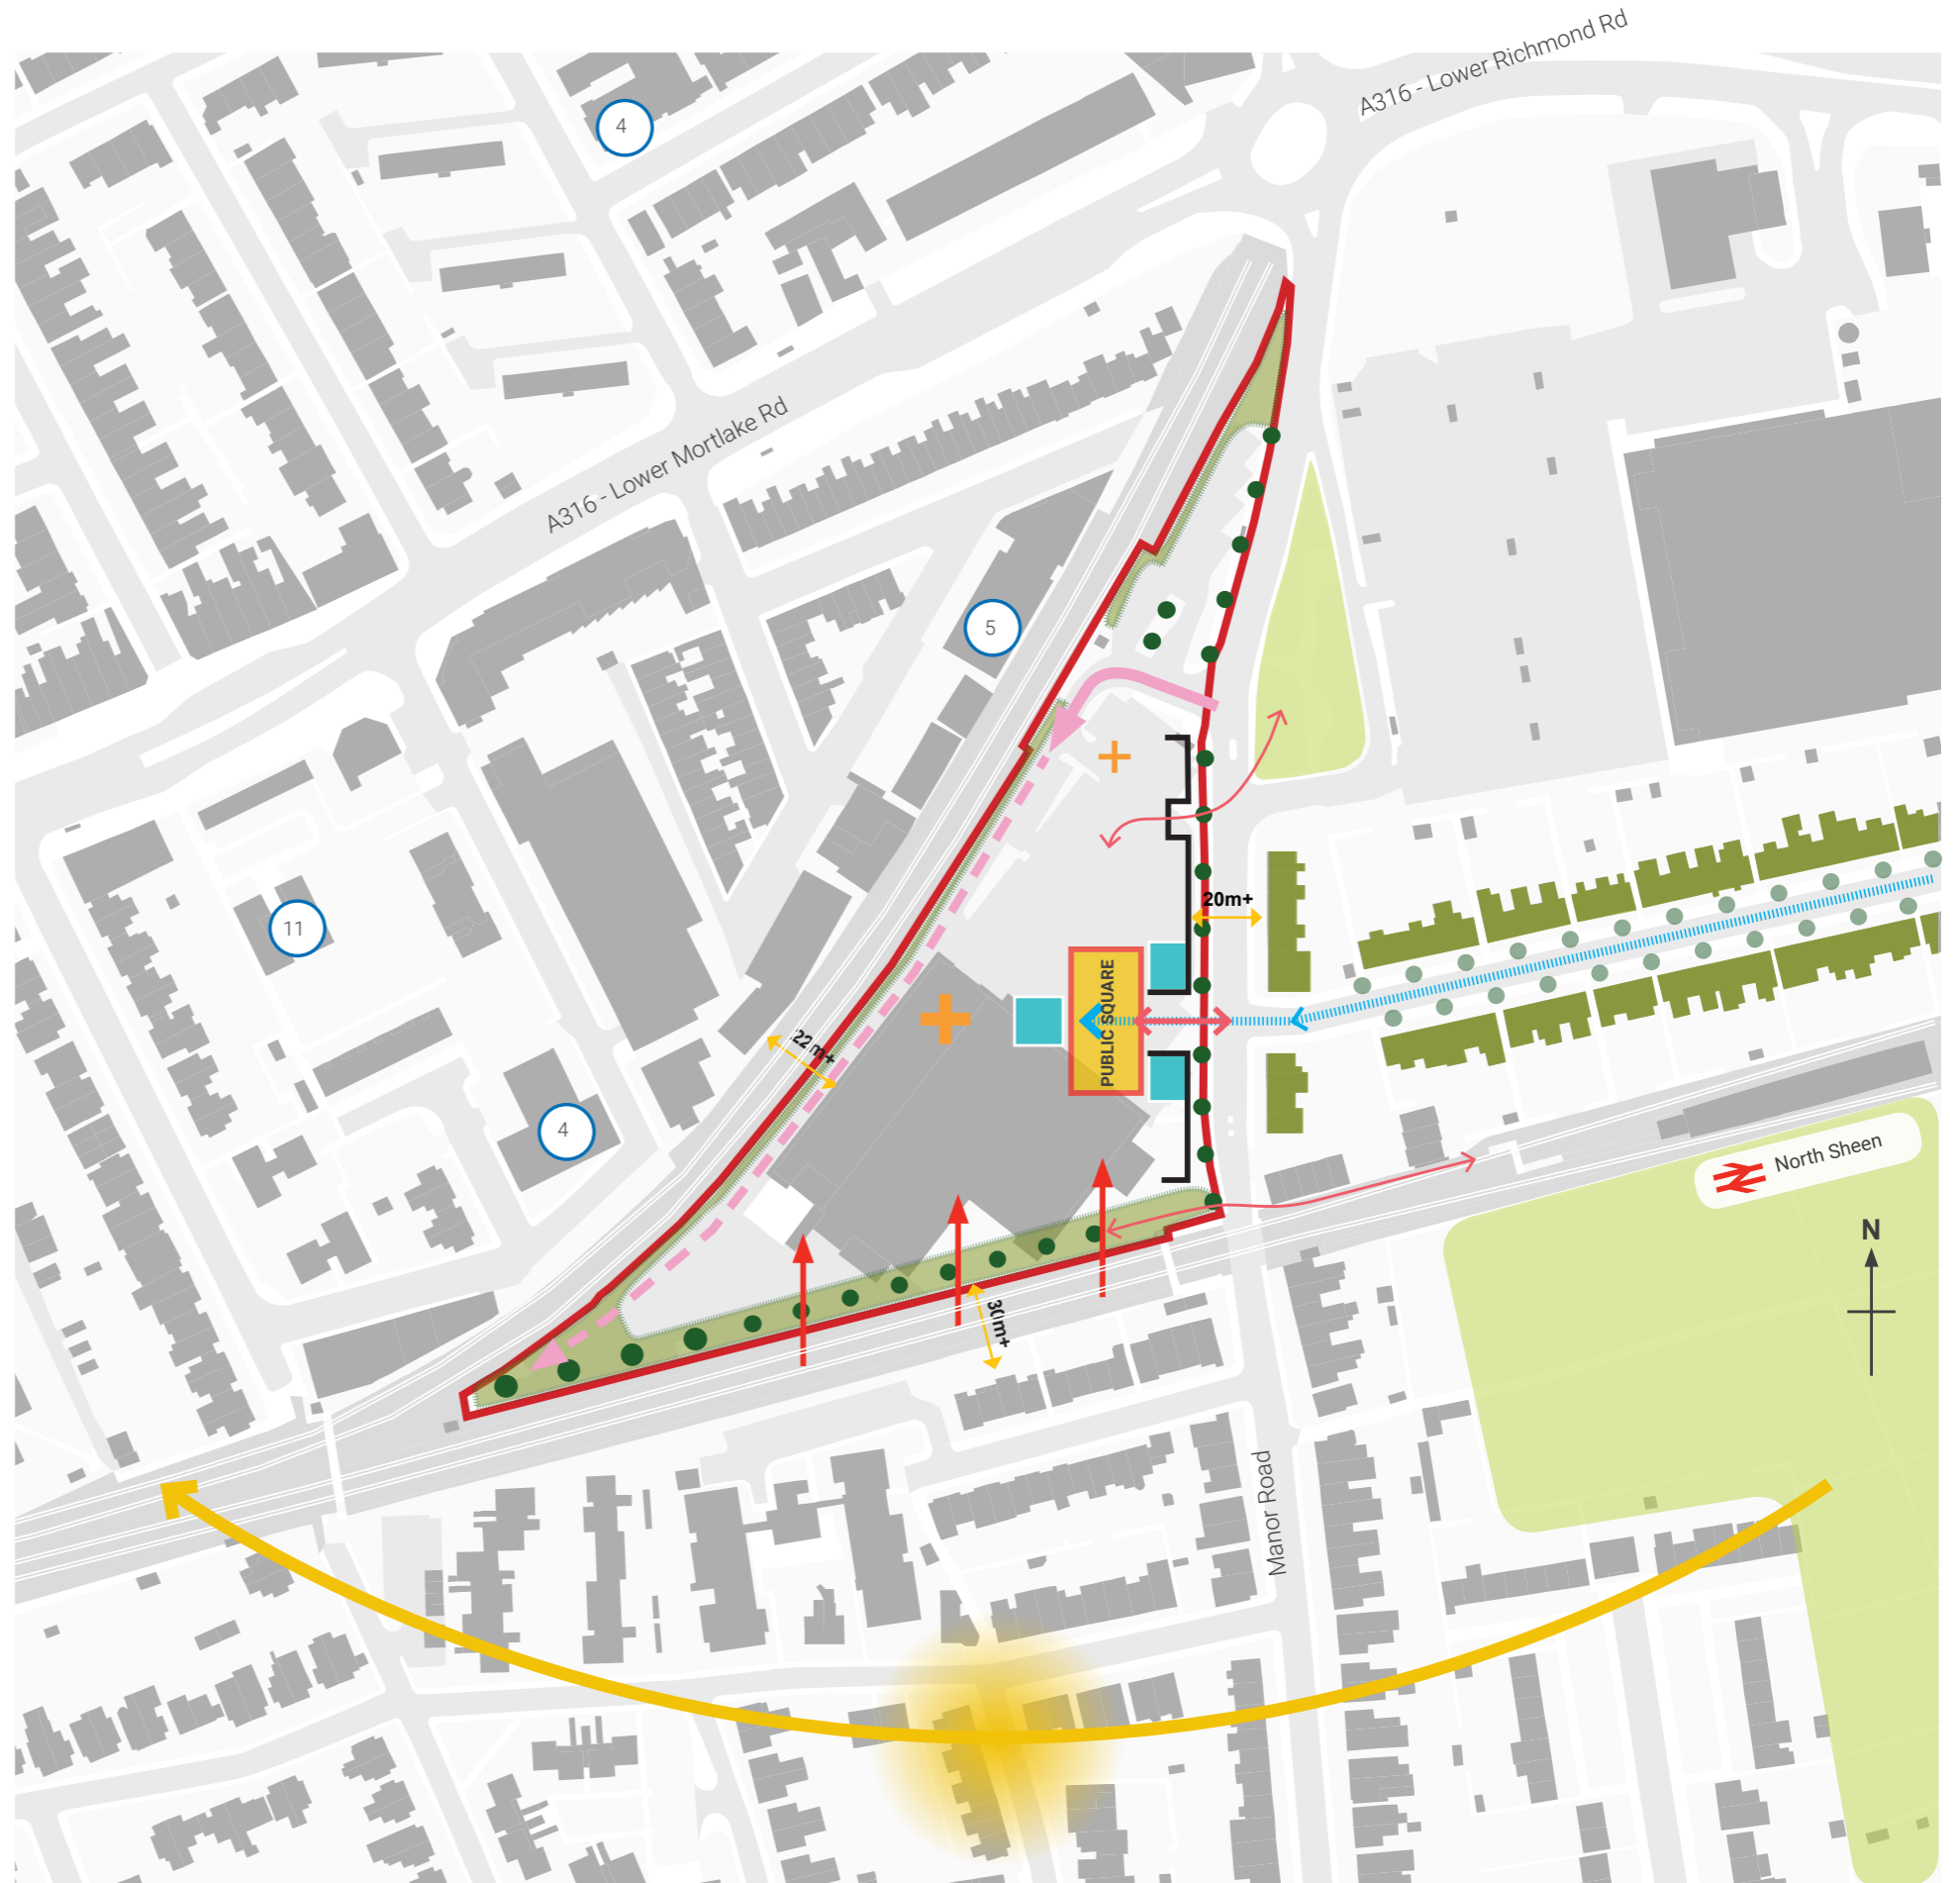 A316 - Lower Richmond Rd
4
A316 - Lower Mortlake Rd
5
11
20m+
PUBLIC SQUARE
22m+
4
North Sheen
N
30m+
Manor Road